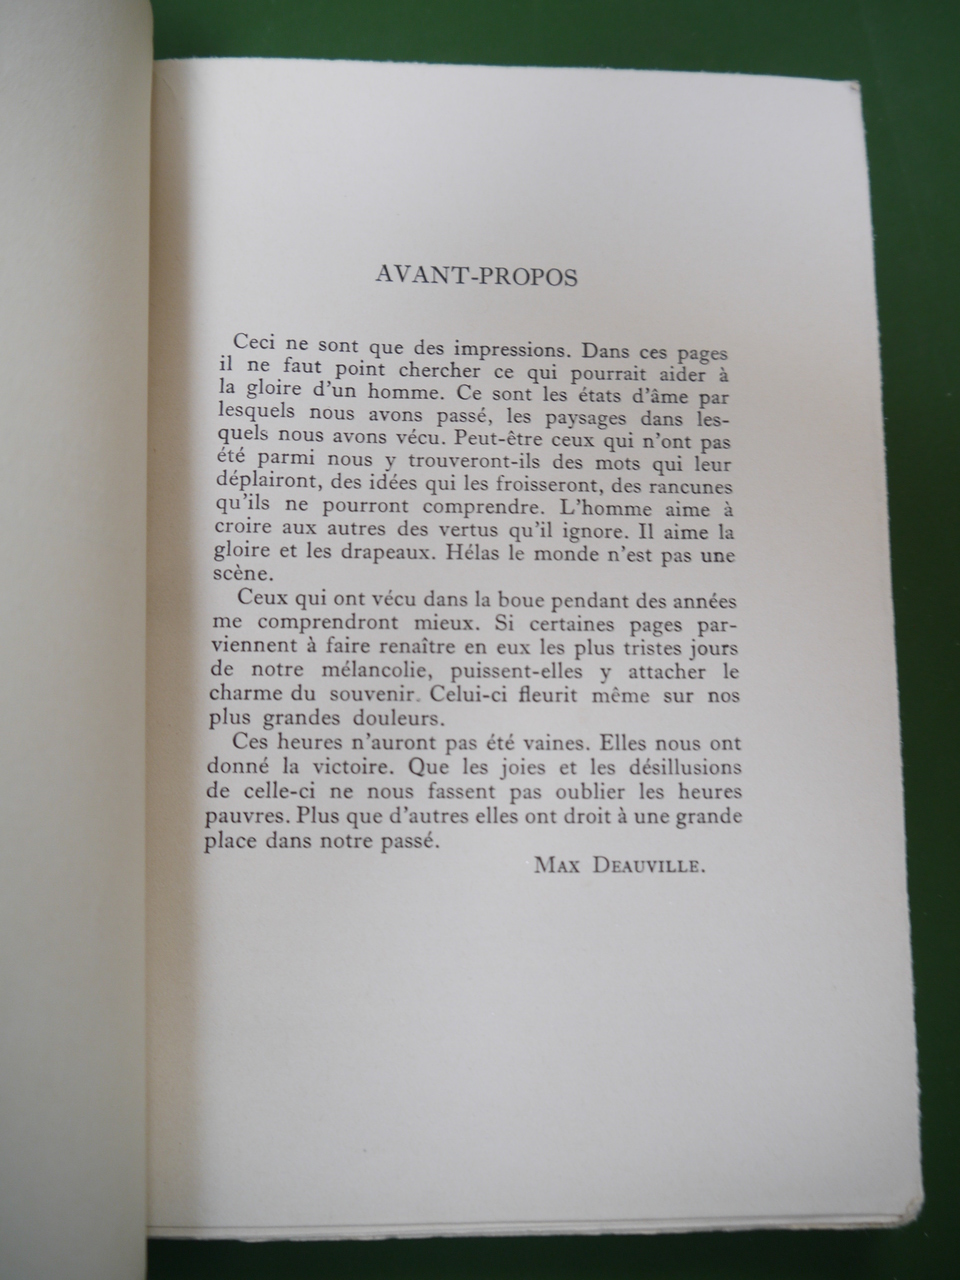 AVANT-PROPOS
Ceci ne sont que des impressions. Dans ces pages
il ne faut point chercher ce qui pourrait aider à
la gloire d'un homme. Ce sont les états d'âme par
lesquels nous avons passé, les paysages dans les-
quels nous avons vécu. Peut-être ceux qui n'ont pas
été parmi nous y trouveront-ils des mots qui leur
déplairont, des idées qui les froisseront, des rancunes
qu'ils ne pourront comprendre. L'homme aime à
croire aux autres des vertus qu'il ignore. Il aime la
gloire et les drapeaux. Hélas le monde n'est pas une
scène.
Ceux qui ont vécu dans la boue pendant des années
me comprendront mieux. Si certaines pages par-
viennent à faire renaître en eux les plus tristes jours
de notre mélancolie, puissent-elles y attacher le
charme du souvenir. Celui-ci fleurit même sur nos
plus grandes douleurs.
Ces heures n'auront pas été vaines. Elles nous ont
donné la victoire. Que les joies et les désillusions
de celle-ci ne nous fassent pas oublier les heures
pauvres. Plus que d'autres elles ont droit à une grande
place dans notre passé.
MAX DEAUVILLE.